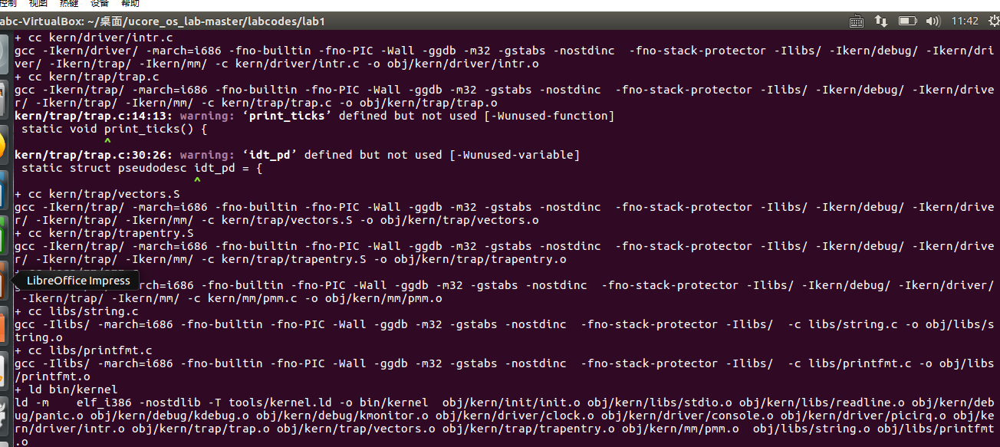 控制 视图 热键 设备 帮助
abc-VirtualBox: ~/桌面/ucore_os_lab-master/labcodes/lab1 11:42
+ cc kern/driver/intr.c
gcc -Ikern/driver/ -march=i686 -fno-builtin -fno-PIC -Wall -ggdb -m32 -gstabs -nostdinc  -fno-stack-protector -Ilibs/ -Ikern/debug/ -Ikern/dri
ver/ -Ikern/trap/ -Ikern/mm/ -c kern/driver/intr.c -o obj/kern/driver/intr.o
+ cc kern/trap/trap.c
gcc -Ikern/trap/ -march=i686 -fno-builtin -fno-PIC -Wall -ggdb -m32 -gstabs -nostdinc  -fno-stack-protector -Ilibs/ -Ikern/debug/ -Ikern/drive
r/ -Ikern/trap/ -Ikern/mm/ -c kern/trap/trap.c -o obj/kern/trap/trap.o
kern/trap/trap.c:14:13: warning: ‘print_ticks’ defined but not used [-Wunused-function]
 static void print_ticks() {
             ^
kern/trap/trap.c:30:26: warning: ‘idt_pd’ defined but not used [-Wunused-variable]
 static struct pseudodesc idt_pd = {
                          ^
+ cc kern/trap/vectors.S
gcc -Ikern/trap/ -march=i686 -fno-builtin -fno-PIC -Wall -ggdb -m32 -gstabs -nostdinc  -fno-stack-protector -Ilibs/ -Ikern/debug/ -Ikern/drive
r/ -Ikern/trap/ -Ikern/mm/ -c kern/trap/vectors.S -o obj/kern/trap/vectors.o
+ cc kern/trap/trapentry.S
gcc -Ikern/trap/ -march=i686 -fno-builtin -fno-PIC -Wall -ggdb -m32 -gstabs -nostdinc  -fno-stack-protector -Ilibs/ -Ikern/debug/ -Ikern/drive
r/ -Ikern/trap/ -Ikern/mm/ -c kern/trap/trapentry.S -o obj/kern/trap/trapentry.o
LibreOffice Impress
rch=i686 -fno-builtin -fno-PIC -Wall -ggdb -m32 -gstabs -nostdinc  -fno-stack-protector -Ilibs/ -Ikern/debug/ -Ikern/driver/
 -Ikern/trap/ -Ikern/mm/ -c kern/mm/pmm.c -o obj/kern/mm/pmm.o
+ cc libs/string.c
gcc -Ilibs/ -march=i686 -fno-builtin -fno-PIC -Wall -ggdb -m32 -gstabs -nostdinc  -fno-stack-protector -Ilibs/  -c libs/string.c -o obj/libs/s
tring.o
+ cc libs/printfmt.c
gcc -Ilibs/ -march=i686 -fno-builtin -fno-PIC -Wall -ggdb -m32 -gstabs -nostdinc  -fno-stack-protector -Ilibs/  -c libs/printfmt.c -o obj/libs
/printfmt.o
+ ld bin/kernel
ld -m    elf_i386 -nostdlib -T tools/kernel.ld -o bin/kernel  obj/kern/init/init.o obj/kern/libs/stdio.o obj/kern/libs/readline.o obj/kern/deb
ug/panic.o obj/kern/debug/kdebug.o obj/kern/debug/kmonitor.o obj/kern/driver/clock.o obj/kern/driver/console.o obj/kern/driver/picirq.o obj/ke
rn/driver/intr.o obj/kern/trap/trap.o obj/kern/trap/vectors.o obj/kern/trap/trapentry.o obj/kern/mm/pmm.o  obj/libs/string.o obj/libs/printfmt
.o